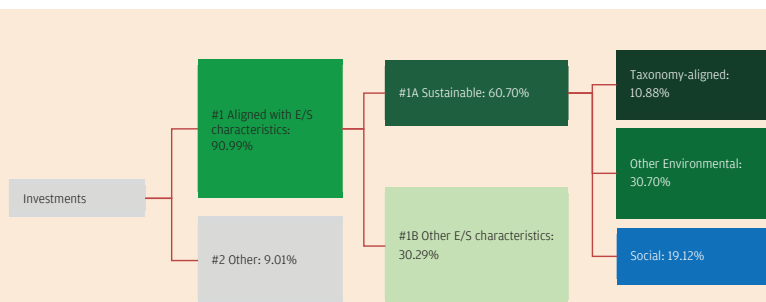 Investments
#1 Aligned with E/S
characteristics:
90.99%
#2 Other: 9.01%
#1A Sustainable: 60.70%
#1B Other E/S characteristics:
30.29%
Taxonomy-aligned:
10.88%
Other Environmental:
30.70%
Social: 19.12%